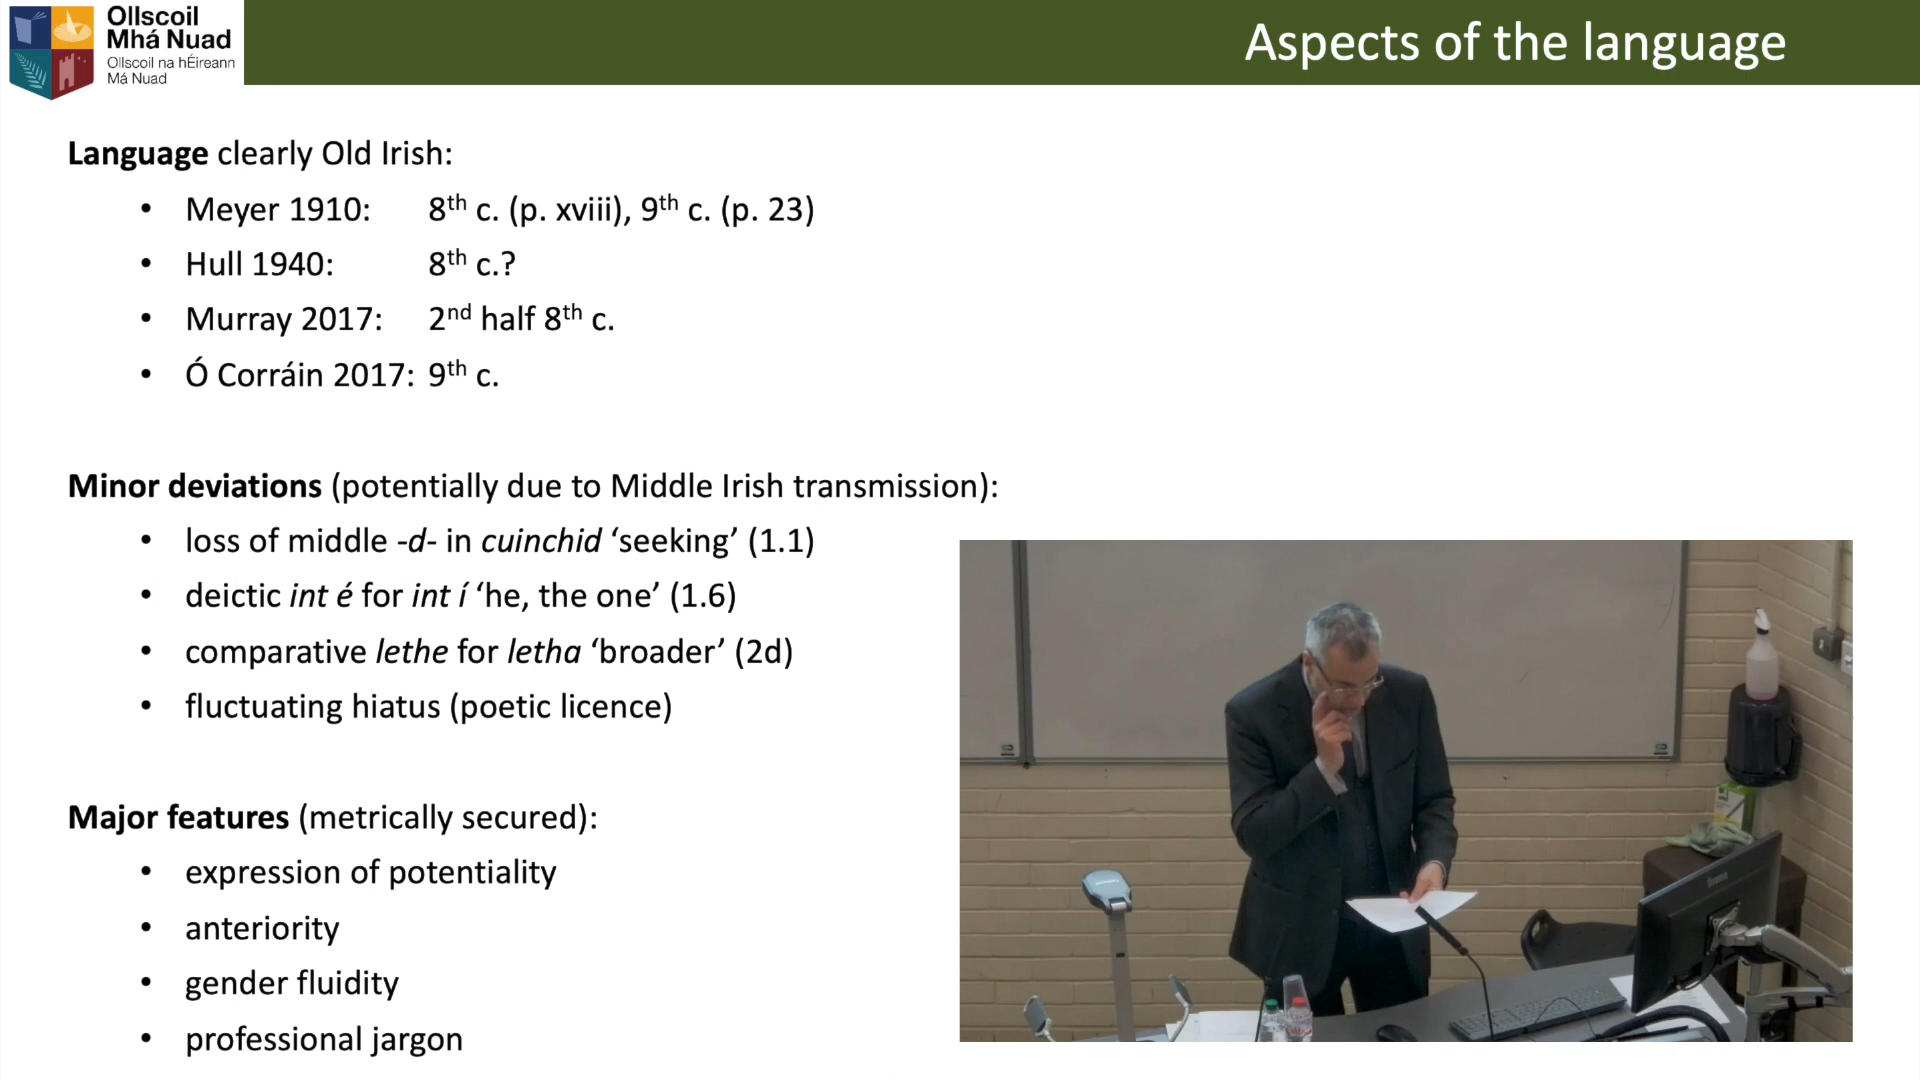 Ollscoil
Mhá Nuad
Ollscoil na hÉireann
Má Nuad
Aspects of the language
Language clearly Old Irish:
• Meyer 1910: 8th c. (p. xviii), 9th c. (p. 23)
• Hull 1940: 8th c.?
• Murray 2017: 2nd half 8th c.
• Ó Corráin 2017: 9th c.
Minor deviations (potentially due to Middle Irish transmission):
• loss of middle -d- in cuinchid ‘seeking’ (1.1)
• deictic int é for int í ‘he, the one’ (1.6)
• comparative lethe for letha ‘broader’ (2d)
• fluctuating hiatus (poetic licence)
Major features (metrically secured):
• expression of potentiality
• anteriority
• gender fluidity
• professional jargon